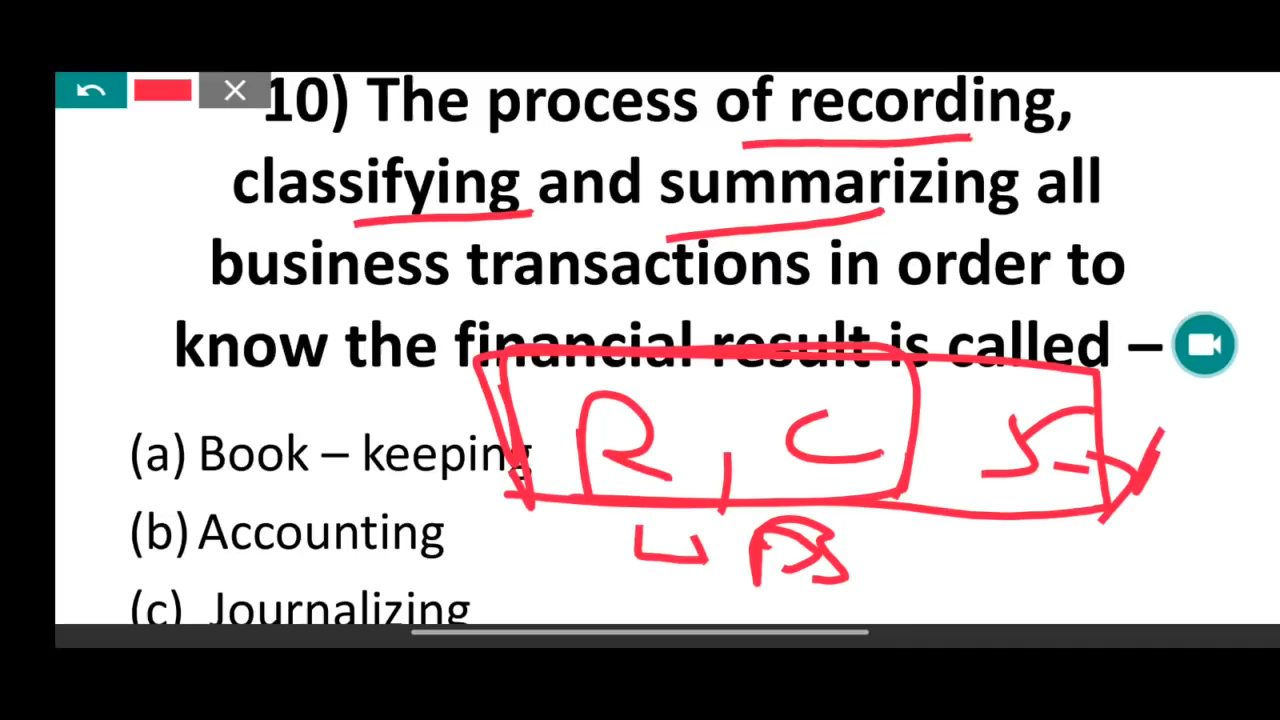 10) The process of recording,
classifying and summarizing all
business transactions in order to
know the financial result is called –
(a) Book – keeping
R, C
(b) Accounting
(c) Journalizing